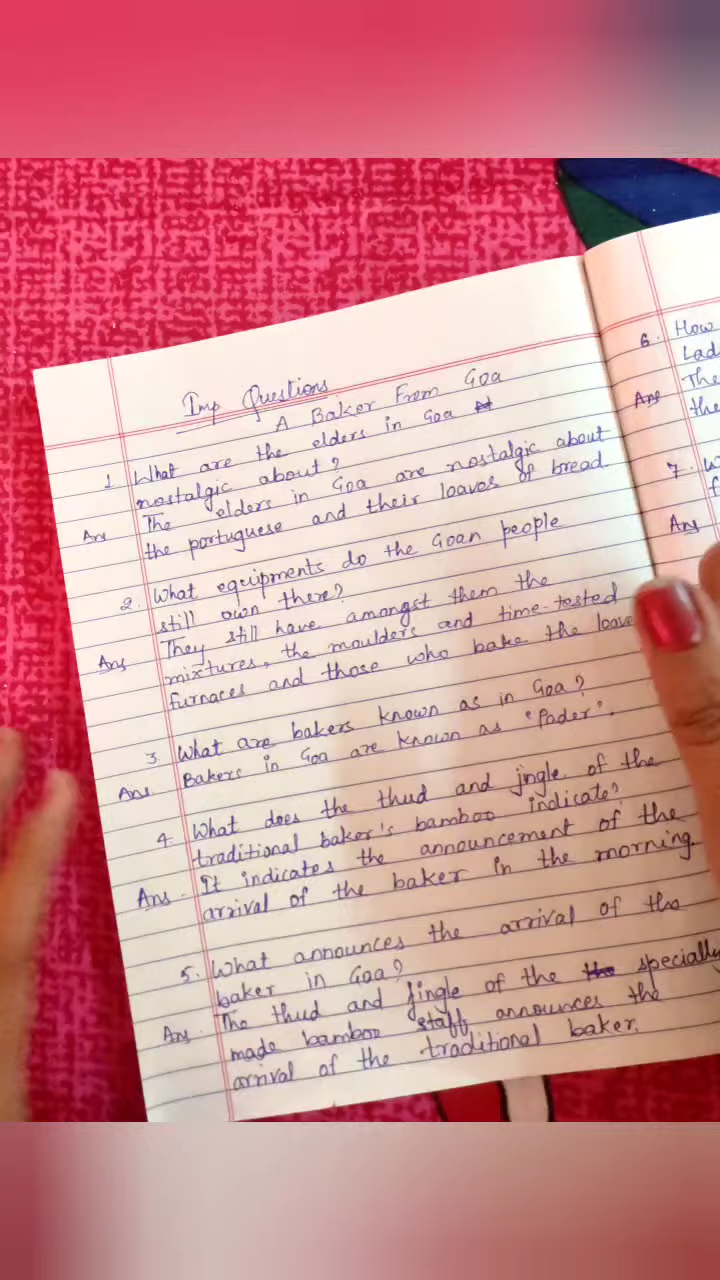 Imp Questions
A Baker From Goa
1. What are the elders in Goa
nostalgic about?
Ans The elders in Goa are nostalgic about
the portuguese and their loaves of bread
2. What equipments do the Goan people
still own there?
Ans They still have amongst them the
mixtures, the moulders and time-tested
furnaces and those who bake the loave
3. What are bakers known as in Goa?
Ans Bakers in Goa are known as "Pader".
4. What does the thud and jingle of the
traditional baker's bamboo indicate?
Ans - It indicates the announcement of the
arrival of the baker in the morning.
5. What announces the arrival of the
baker in Goa?
Ans. The thud and jingle of the the specially
made bamboo staff announces the
arrival of the traditional baker.
6. How
Ladi
Ans The
the
7. W
f
Ans